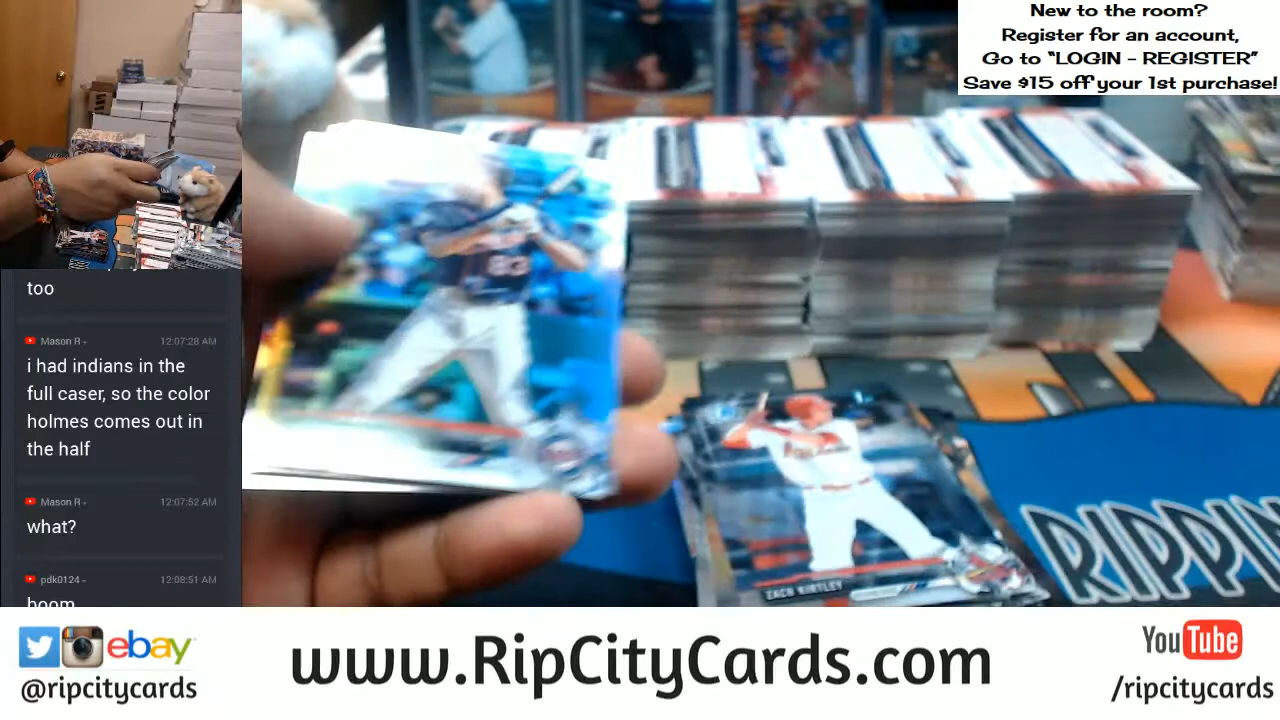 New to the room?
Register for an account,
Go to “LOGIN - REGISTER”
Save $15 off your 1st purchase!
too
Mason R
12:07:28 AM
i had indians in the
full caser, so the color
holmes comes out in
the half
Mason R
12:07:52 AM
what?
pdk0124
12:08:51 AM
boom
83
ZACH KIRTLEY
RIPPIN
ebay
@ripcitycards
www.RipCityCards.com
YouTube
/ripcitycards